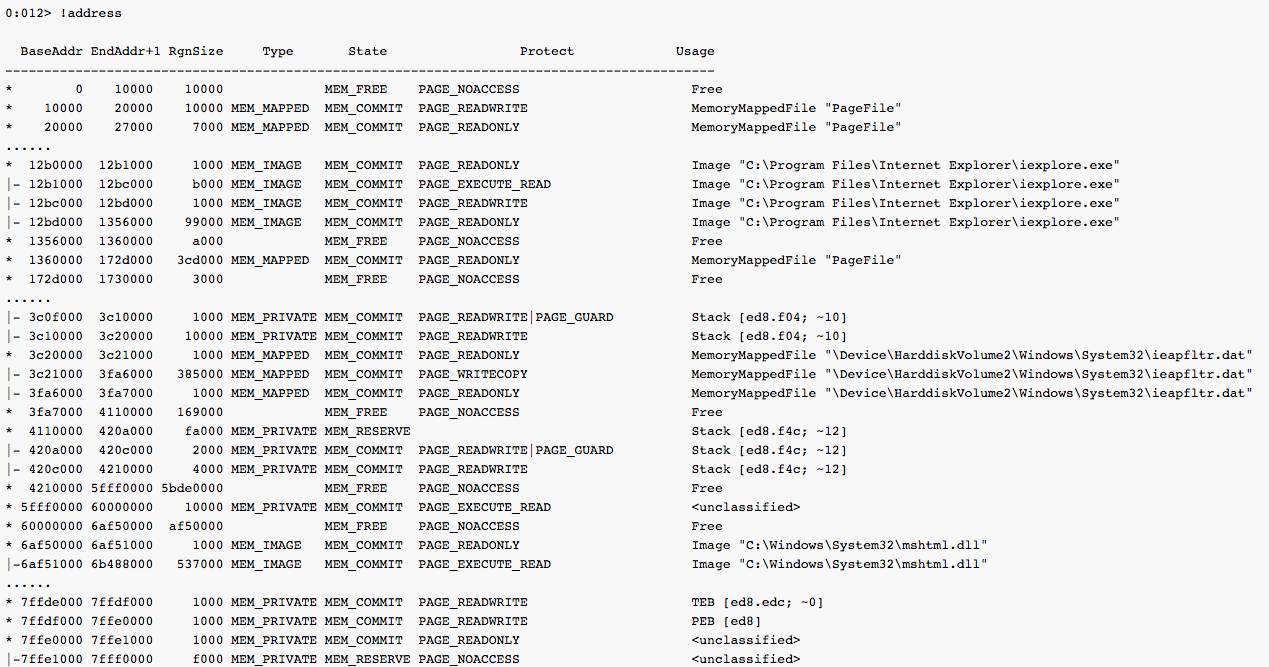 0:012> !address
  BaseAddr EndAddr+1 RgnSize     Type       State                 Protect             Usage
-------------------------------------------------------------------------------------------
*        0    10000    10000             MEM_FREE    PAGE_NOACCESS                      Free
*    10000    20000    10000 MEM_MAPPED  MEM_COMMIT  PAGE_READWRITE                     MemoryMappedFile "PageFile"
*    20000    27000     7000 MEM_MAPPED  MEM_COMMIT  PAGE_READONLY                      MemoryMappedFile "PageFile"
......
*  12b0000  12b1000     1000 MEM_IMAGE   MEM_COMMIT  PAGE_READONLY                      Image "C:\Program Files\Internet Explorer\iexplore.exe"
|- 12b1000  12bc000     b000 MEM_IMAGE   MEM_COMMIT  PAGE_EXECUTE_READ                  Image "C:\Program Files\Internet Explorer\iexplore.exe"
|- 12bc000  12bd000     1000 MEM_IMAGE   MEM_COMMIT  PAGE_READWRITE                     Image "C:\Program Files\Internet Explorer\iexplore.exe"
|- 12bd000  1356000    99000 MEM_IMAGE   MEM_COMMIT  PAGE_READONLY                      Image "C:\Program Files\Internet Explorer\iexplore.exe"
*  1356000  1360000     a000             MEM_FREE    PAGE_NOACCESS                      Free
*  1360000  172d000   3cd000 MEM_MAPPED  MEM_COMMIT  PAGE_READONLY                      MemoryMappedFile "PageFile"
*  172d000  1730000     3000             MEM_FREE    PAGE_NOACCESS                      Free
......
|- 3c0f000  3c10000     1000 MEM_PRIVATE MEM_COMMIT  PAGE_READWRITE|PAGE_GUARD          Stack [ed8.f04; ~10]
|- 3c10000  3c20000    10000 MEM_PRIVATE MEM_COMMIT  PAGE_READWRITE                     Stack [ed8.f04; ~10]
*  3c20000  3c21000     1000 MEM_MAPPED  MEM_COMMIT  PAGE_READONLY                      MemoryMappedFile "\Device\HarddiskVolume2\Windows\System32\ieapfltr.dat"
|- 3c21000  3fa6000   385000 MEM_MAPPED  MEM_COMMIT  PAGE_WRITECOPY                     MemoryMappedFile "\Device\HarddiskVolume2\Windows\System32\ieapfltr.dat"
|- 3fa6000  3fa7000     1000 MEM_MAPPED  MEM_COMMIT  PAGE_READONLY                      MemoryMappedFile "\Device\HarddiskVolume2\Windows\System32\ieapfltr.dat"
*  3fa7000  4110000   169000             MEM_FREE    PAGE_NOACCESS                      Free
*  4110000  420a000    fa000 MEM_PRIVATE MEM_RESERVE                                    Stack [ed8.f4c; ~12]
|- 420a000  420c000     2000 MEM_PRIVATE MEM_COMMIT  PAGE_READWRITE|PAGE_GUARD          Stack [ed8.f4c; ~12]
|- 420c000  4210000     4000 MEM_PRIVATE MEM_COMMIT  PAGE_READWRITE                     Stack [ed8.f4c; ~12]
*  4210000 5fff0000 5bde0000             MEM_FREE    PAGE_NOACCESS                      Free
* 5fff0000 60000000    10000 MEM_PRIVATE MEM_COMMIT  PAGE_EXECUTE_READ                  <unclassified>
* 60000000 6af50000  af50000             MEM_FREE    PAGE_NOACCESS                      Free
* 6af50000 6af51000     1000 MEM_IMAGE   MEM_COMMIT  PAGE_READONLY                      Image "C:\Windows\System32\mshtml.dll"
|-6af51000 6b488000   537000 MEM_IMAGE   MEM_COMMIT  PAGE_EXECUTE_READ                  Image "C:\Windows\System32\mshtml.dll"
......
* 7ffde000 7ffdf000     1000 MEM_PRIVATE MEM_COMMIT  PAGE_READWRITE                     TEB [ed8.edc; ~0]
* 7ffdf000 7ffe0000     1000 MEM_PRIVATE MEM_COMMIT  PAGE_READWRITE                     PEB [ed8]
* 7ffe0000 7ffe1000     1000 MEM_PRIVATE MEM_COMMIT  PAGE_READONLY                      <unclassified>
|-7ffe1000 7fff0000     f000 MEM_PRIVATE MEM_RESERVE PAGE_NOACCESS                      <unclassified>